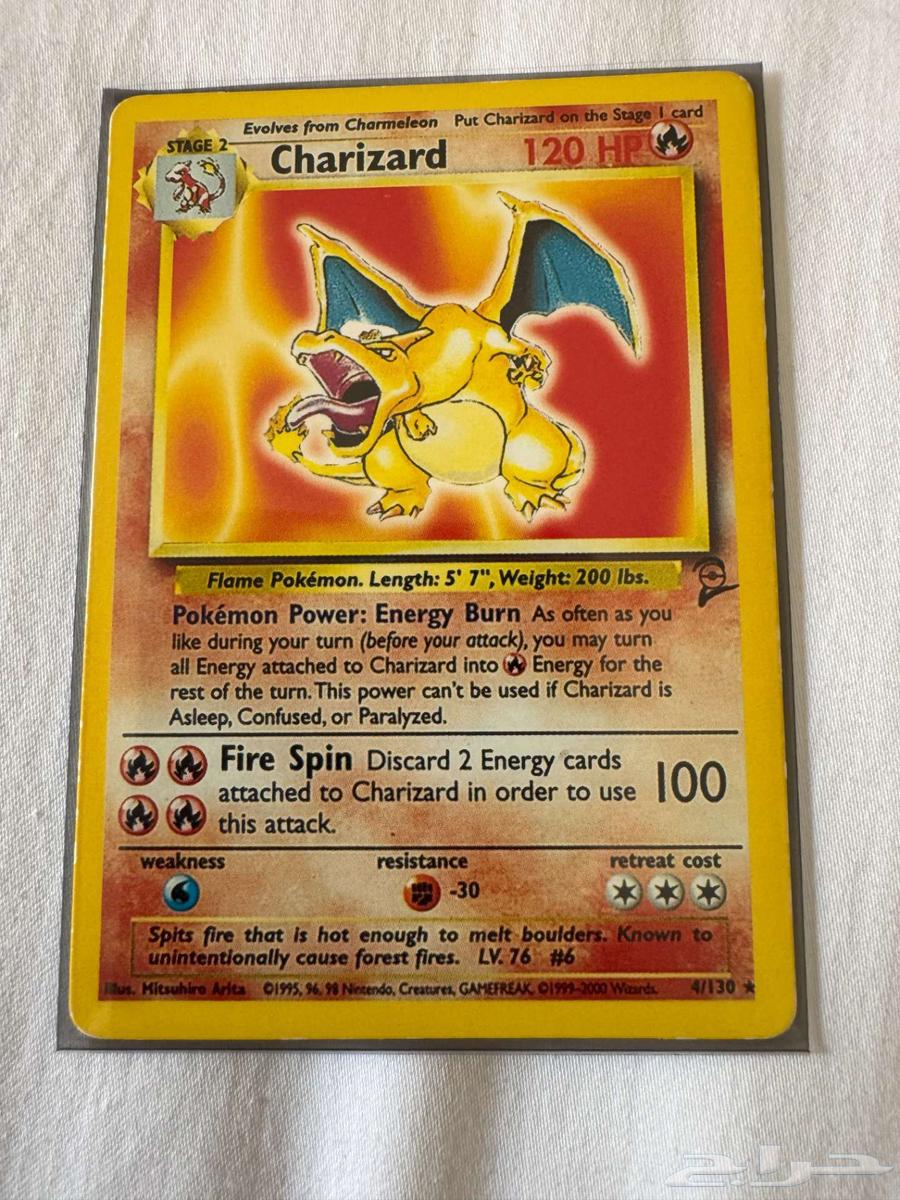 Evolves from Charmeleon Put Charizard on the Stage 1 card
STAGE 2
Charizard 120 HP
Flame Pokémon. Length: 5' 7", Weight: 200 lbs.
Pokémon Power: Energy Burn As often as you
like during your turn (before your attack), you may turn
all Energy attached to Charizard into Energy for the
rest of the turn. This power can't be used if Charizard is
Asleep, Confused, or Paralyzed.
Fire Spin Discard 2 Energy cards
attached to Charizard in order to use
this attack.
100
weakness resistance retreat cost
-30
Spits fire that is hot enough to melt boulders. Known to
unintentionally cause forest fires. LV. 76 #6
Illus. Mitsuhiro Arita ©1995, 96, 98 Nintendo, Creatures, GAMEFREAK. ©1999-2000 Wizards. 4/130 ★
حراج